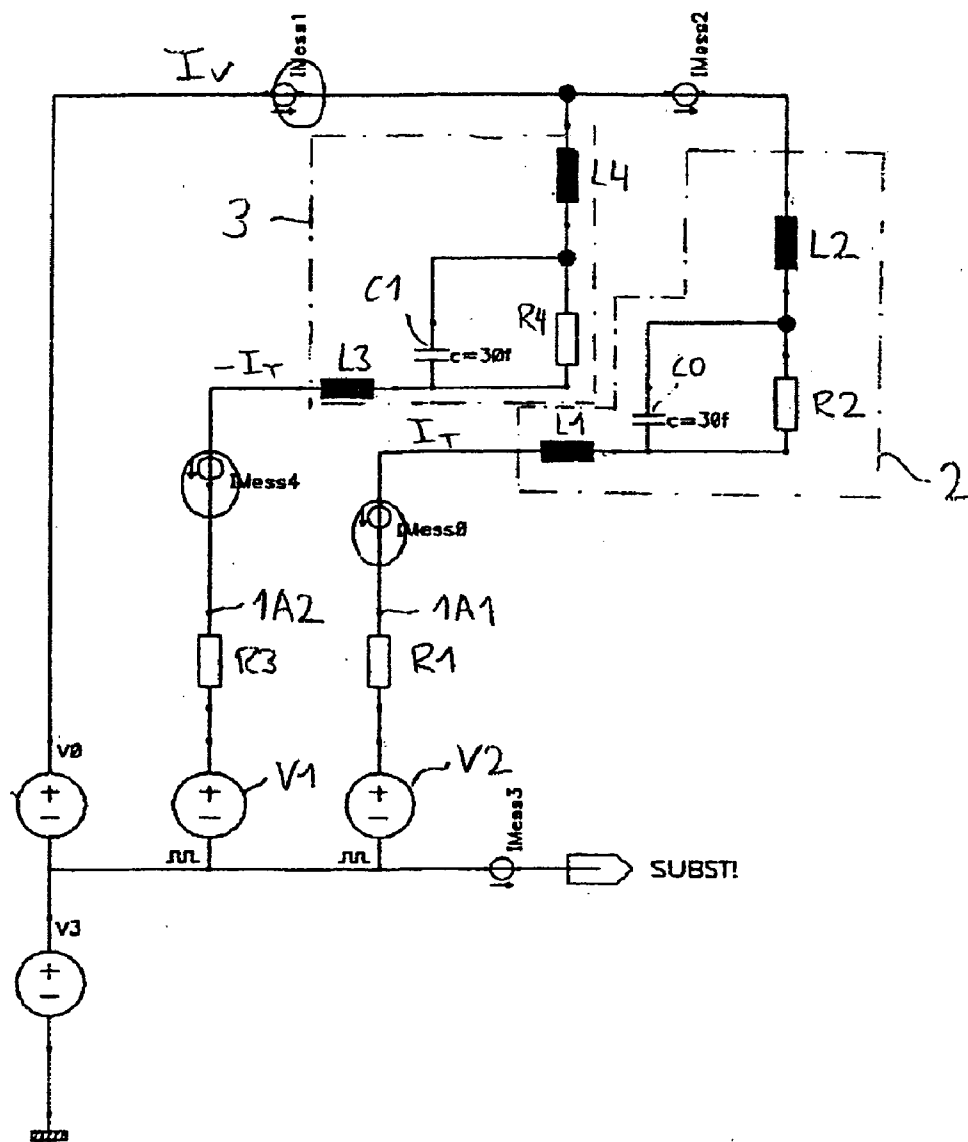 IMess1
IMess2
Iv
L4
3
L2
C1
R4
c=30f
L3
C0
-IT
c=30f
R2
L1
IT
2
IMess4
IMess0
1A2
1A1
R3
R1
V0
V1
V2
+
-
+
-
+
-
IMess3
SUBST!
V3
+
-